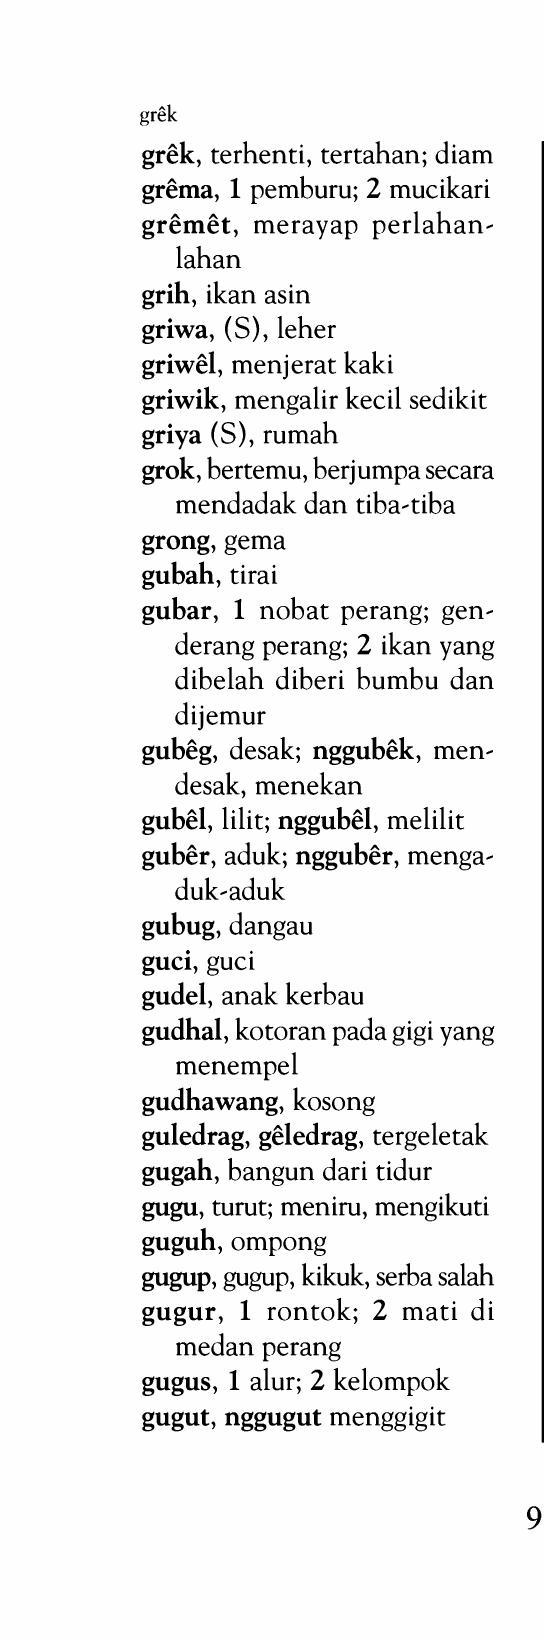 grêk
grêk, terhenti, tertahan; diam
grêma, 1 pemburu; 2 mucikari
grêmêt, merayap perlahan-
lahan
grih, ikan asin
griwa, (S), leher
griwêl, menjerat kaki
griwik, mengalir kecil sedikit
griya (S), rumah
grok, bertemu, berjumpa secara
mendadak dan tiba-tiba
grong, gema
gubah, tirai
gubar, 1 nobat perang; gen-
derang perang; 2 ikan yang
dibelah diberi bumbu dan
dijemur
gubêg, desak; nggubêk, men-
desak, menekan
gubêl, lilit; nggubêl, melilit
gubêr, aduk; nggubêr, menga-
duk-aduk
gubug, dangau
guci, guci
gudel, anak kerbau
gudhal, kotoran pada gigi yang
menempel
gudhawang, kosong
guledrag, gêledrag, tergeletak
gugah, bangun dari tidur
gugu, turut; meniru, mengikuti
guguh, ompong
gugup, gugup, kikuk, serba salah
gugur, 1 rontok; 2 mati di
medan perang
gugus, 1 alur; 2 kelompok
gugut, nggugut menggigit
9